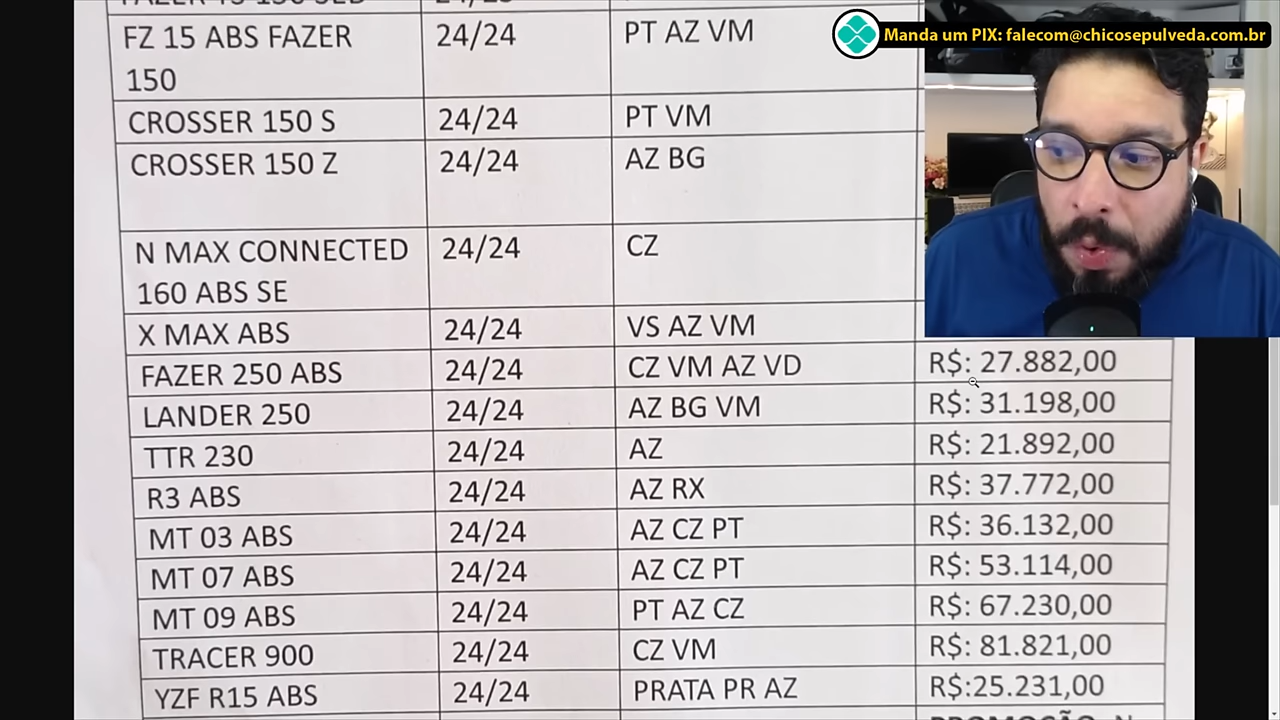 Manda um PIX: falecom@chicosepulveda.com.br
FZ 15 ABS FAZER 24/24 PT AZ VM
150
CROSSER 150 S 24/24 PT VM
CROSSER 150 Z 24/24 AZ BG
N MAX CONNECTED 24/24 CZ
160 ABS SE
X MAX ABS 24/24 VS AZ VM
FAZER 250 ABS 24/24 CZ VM AZ VD R$: 27.882,00
LANDER 250 24/24 AZ BG VM R$: 31.198,00
TTR 230 24/24 AZ R$: 21.892,00
R3 ABS 24/24 AZ RX R$: 37.772,00
MT 03 ABS 24/24 AZ CZ PT R$: 36.132,00
MT 07 ABS 24/24 AZ CZ PT R$: 53.114,00
MT 09 ABS 24/24 PT AZ CZ R$: 67.230,00
TRACER 900 24/24 CZ VM R$: 81.821,00
YZF R15 ABS 24/24 PRATA PR AZ R$:25.231,00